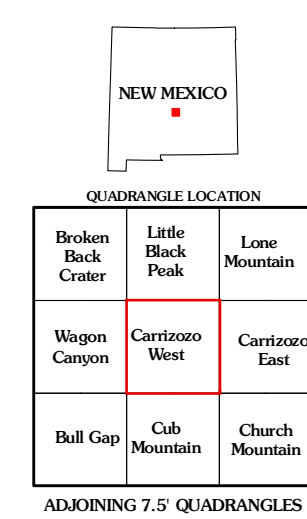 NEW MEXICO
QUADRANGLE LOCATION
Broken
Back
Crater
Little
Black
Peak
Lone
Mountain
Wagon
Canyon
Carrizozo
West
Carrizozo
East
Bull Gap
Cub
Mountain
Church
Mountain
ADJOINING 7.5' QUADRANGLES